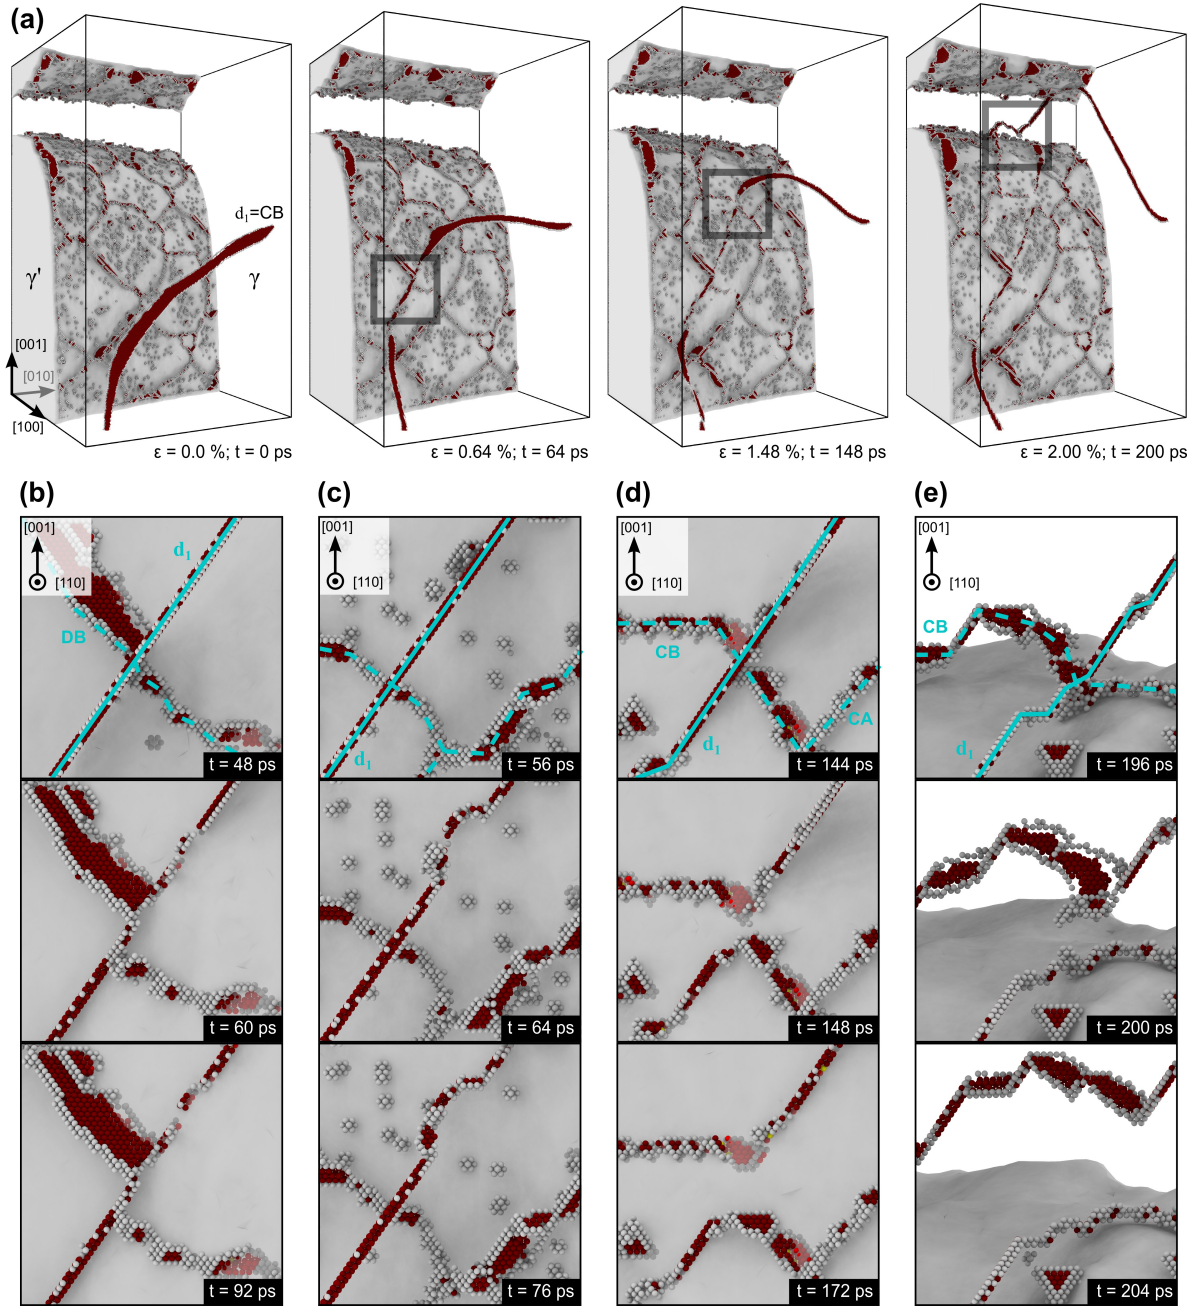 (a)
d₁=CB
γ'
γ
[001]
[010]
[100]
ε = 0.0 %; t = 0 ps
ε = 0.64 %; t = 64 ps
ε = 1.48 %; t = 148 ps
ε = 2.00 %; t = 200 ps
(b)
[001]
[110]
d₁
DB
t = 48 ps
t = 60 ps
t = 92 ps
(c)
[001]
[110]
d₁
t = 56 ps
t = 64 ps
t = 76 ps
(d)
[001]
[110]
CB
CA
d₁
t = 144 ps
t = 148 ps
t = 172 ps
(e)
[001]
[110]
CB
d₁
t = 196 ps
t = 200 ps
t = 204 ps